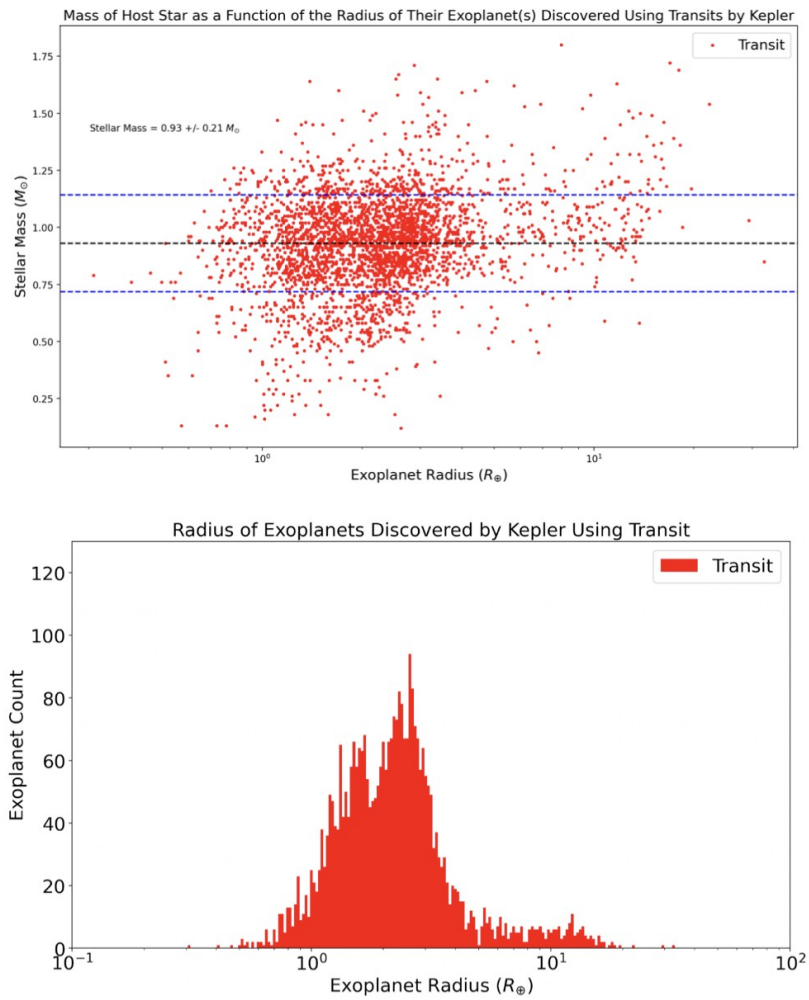 Mass of Host Star as a Function of the Radius of Their Exoplanet(s) Discovered Using Transits by Kepler
Transit
Stellar Mass = 0.93 +/- 0.21 M☉
1.75
1.50
1.25
1.00
0.75
0.50
0.25
Stellar Mass (M☉)
10⁰
10¹
Exoplanet Radius (R⊕)
Radius of Exoplanets Discovered by Kepler Using Transit
Transit
120
100
80
60
40
20
0
Exoplanet Count
10⁻¹
10⁰
10¹
10²
Exoplanet Radius (R⊕)